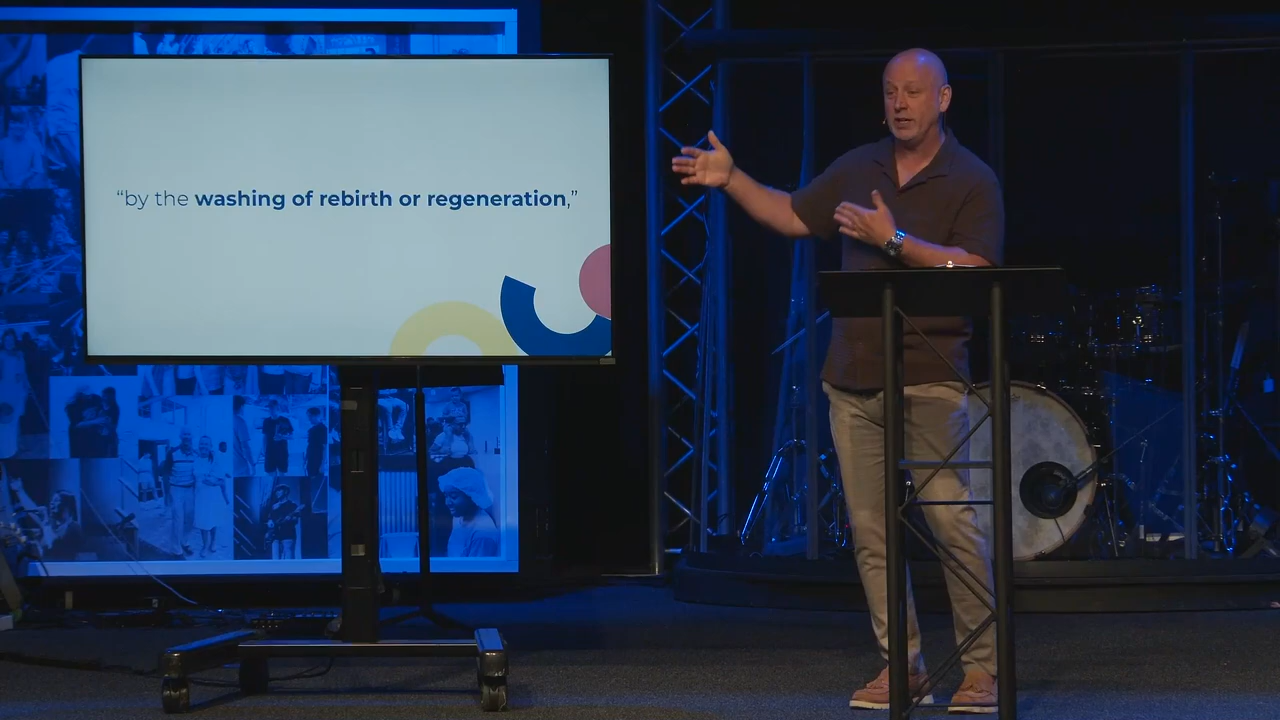 “by the washing of rebirth or regeneration,”